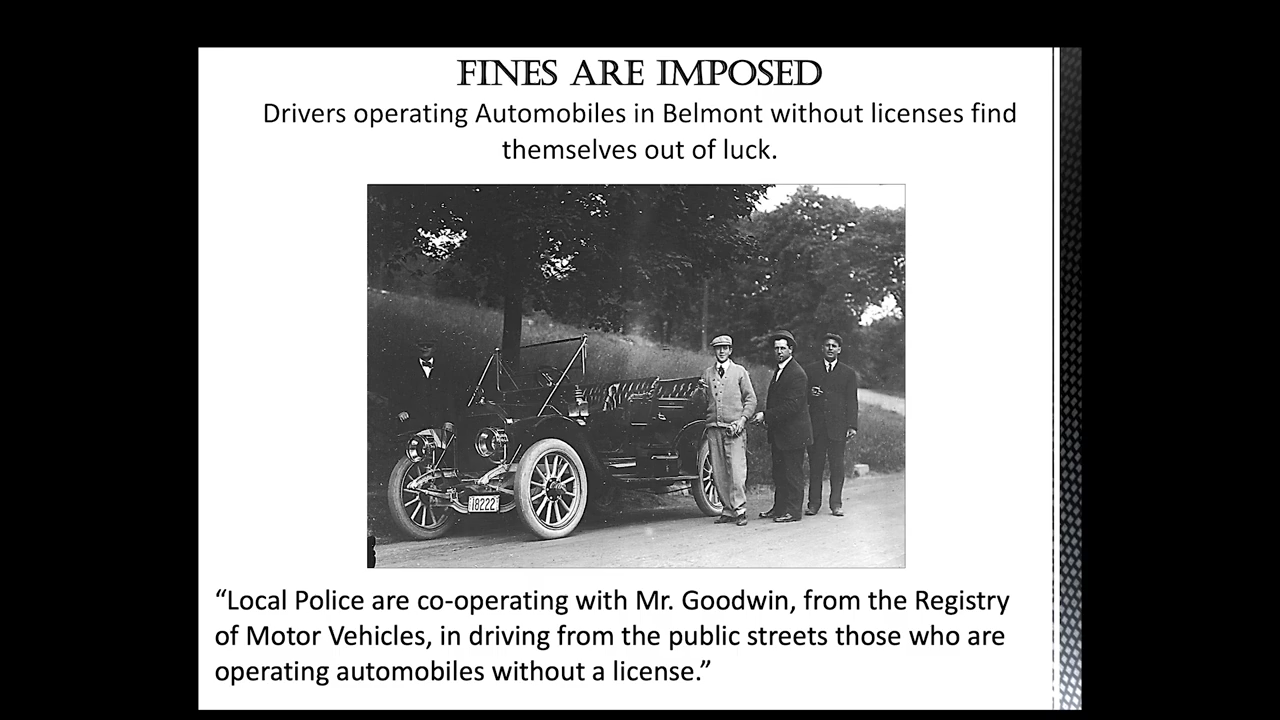 FINES ARE IMPOSED
Drivers operating Automobiles in Belmont without licenses find
themselves out of luck.
18222
“Local Police are co-operating with Mr. Goodwin, from the Registry
of Motor Vehicles, in driving from the public streets those who are
operating automobiles without a license.”